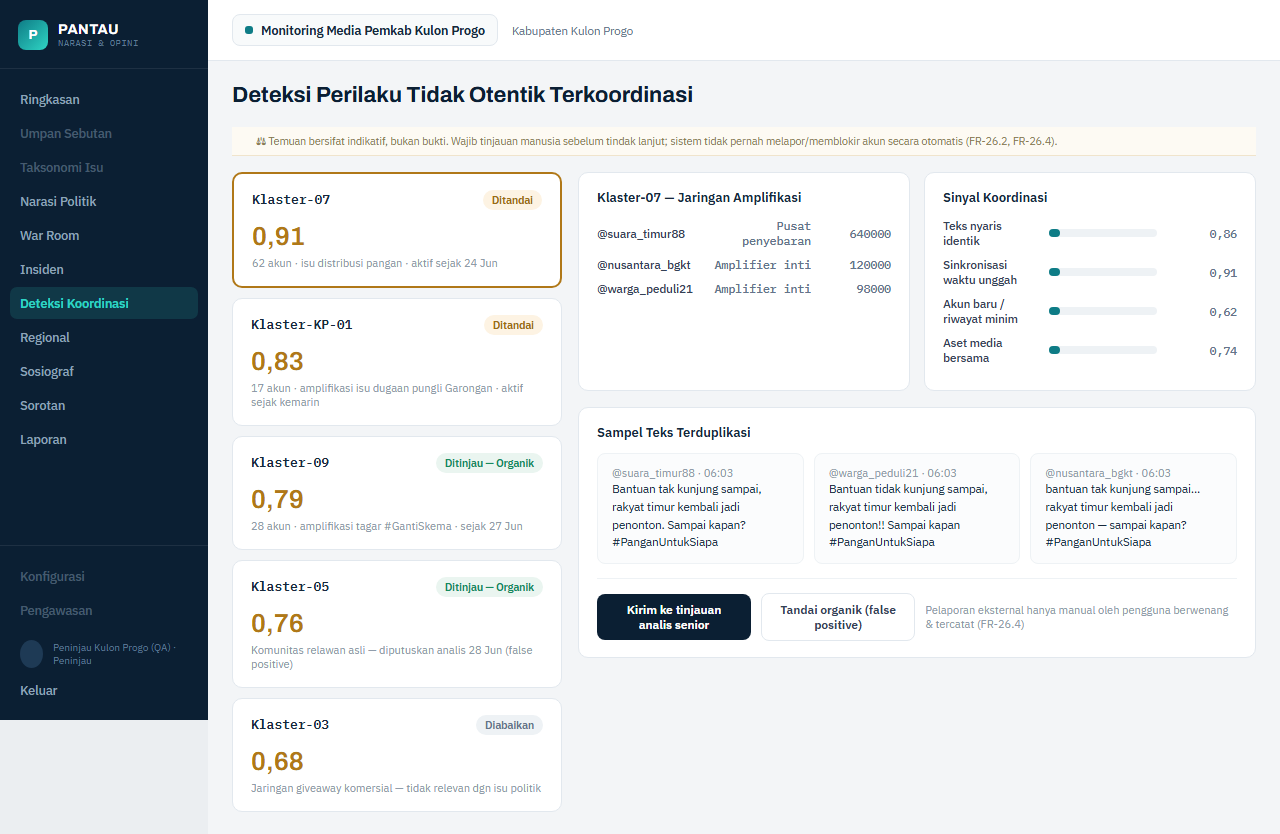 P
PANTAU
NARASI & OPINI
Ringkasan
Umpan Sebutan
Taksonomi Isu
Narasi Politik
War Room
Insiden
Deteksi Koordinasi
Regional
Sosiograf
Sorotan
Laporan
Konfigurasi
Pengawasan
Peninjau Kulon Progo (QA) ·
Peninjau
Keluar
Monitoring Media Pemkab Kulon Progo
Kabupaten Kulon Progo
Deteksi Perilaku Tidak Otentik Terkoordinasi
⚖ Temuan bersifat indikatif, bukan bukti. Wajib tinjauan manusia sebelum tindak lanjut; sistem tidak pernah melapor/memblokir akun secara otomatis (FR-26.2, FR-26.4).
Klaster-07
Ditandai
0,91
62 akun · isu distribusi pangan · aktif sejak 24 Jun
Klaster-KP-01
Ditandai
0,83
17 akun · amplifikasi isu dugaan pungli Garongan · aktif
sejak kemarin
Klaster-09
Ditinjau — Organik
0,79
28 akun · amplifikasi tagar #GantiSkema · sejak 27 Jun
Klaster-05
Ditinjau — Organik
0,76
Komunitas relawan asli — diputuskan analis 28 Jun (false
positive)
Klaster-03
Diabaikan
0,68
Jaringan giveaway komersial — tidak relevan dgn isu politik
Klaster-07 — Jaringan Amplifikasi
@suara_timur88 Pusat penyebaran 640000
@nusantara_bgkt Amplifier inti 120000
@warga_peduli21 Amplifier inti 98000
Sinyal Koordinasi
Teks nyaris
identik
0,86
Sinkronisasi
waktu unggah
0,91
Akun baru /
riwayat minim
0,62
Aset media
bersama
0,74
Sampel Teks Terduplikasi
@suara_timur88 · 06:03
Bantuan tak kunjung sampai,
rakyat timur kembali jadi
penonton. Sampai kapan?
#PanganUntukSiapa
@warga_peduli21 · 06:03
Bantuan tidak kunjung sampai,
rakyat timur kembali jadi
penonton!! Sampai kapan
#PanganUntukSiapa
@nusantara_bgkt · 06:03
bantuan tak kunjung sampai…
rakyat timur kembali jadi
penonton — sampai kapan?
#PanganUntukSiapa
Kirim ke tinjauan
analis senior
Tandai organik (false
positive)
Pelaporan eksternal hanya manual oleh pengguna berwenang
& tercatat (FR-26.4)